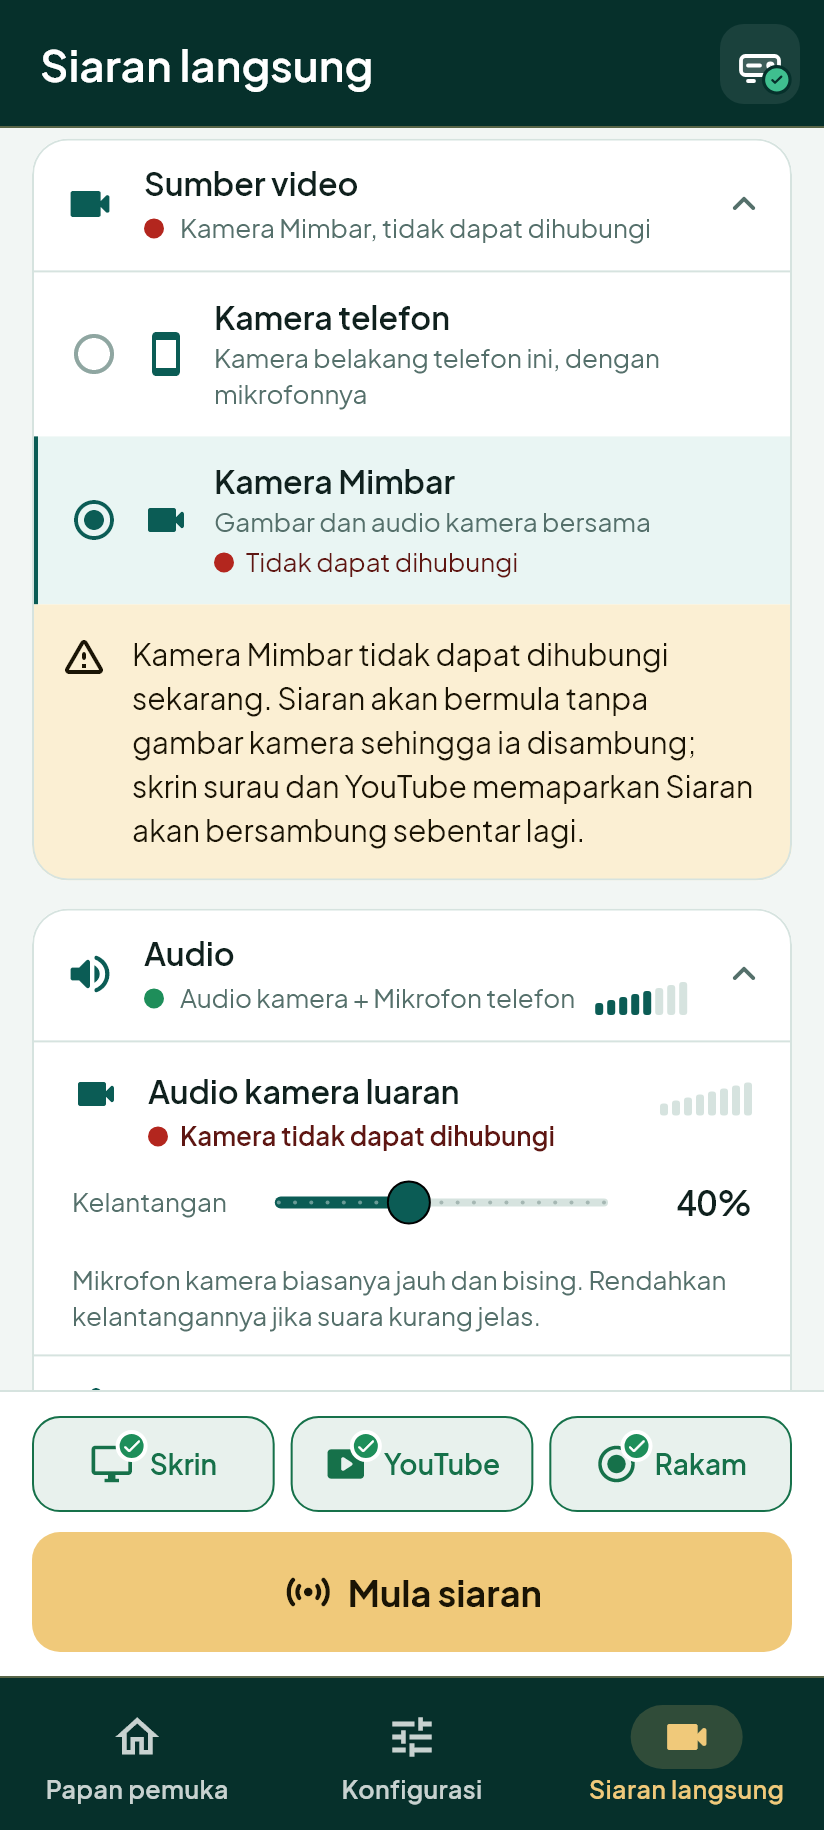 Siaran langsung
Sumber video
Kamera Mimbar, tidak dapat dihubungi
Kamera telefon
Kamera belakang telefon ini, dengan
mikrofonnya
Kamera Mimbar
Gambar dan audio kamera bersama
Tidak dapat dihubungi
Kamera Mimbar tidak dapat dihubungi
sekarang. Siaran akan bermula tanpa
gambar kamera sehingga ia disambung;
skrin surau dan YouTube memaparkan Siaran
akan bersambung sebentar lagi.
Audio
Audio kamera + Mikrofon telefon
Audio kamera luaran
Kamera tidak dapat dihubungi
Kelantangan 40%
Mikrofon kamera biasanya jauh dan bising. Rendahkan
kelantangannya jika suara kurang jelas.
Skrin YouTube Rakam
Mula siaran
Papan pemuka Konfigurasi Siaran langsung